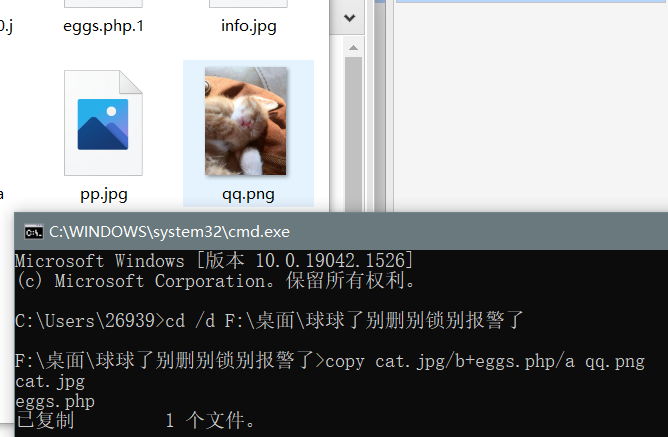 0.j
eggs.php.1
info.jpg
a
pp.jpg
qq.png
C:\WINDOWS\system32\cmd.exe
Microsoft Windows [版本 10.0.19042.1526]
(c) Microsoft Corporation。保留所有权利。
C:\Users\26939>cd /d F:\桌面\球球了别删别锁别报警了
F:\桌面\球球了别删别锁别报警了>copy cat.jpg/b+eggs.php/a qq.png
cat.jpg
eggs.php
已复制         1 个文件。